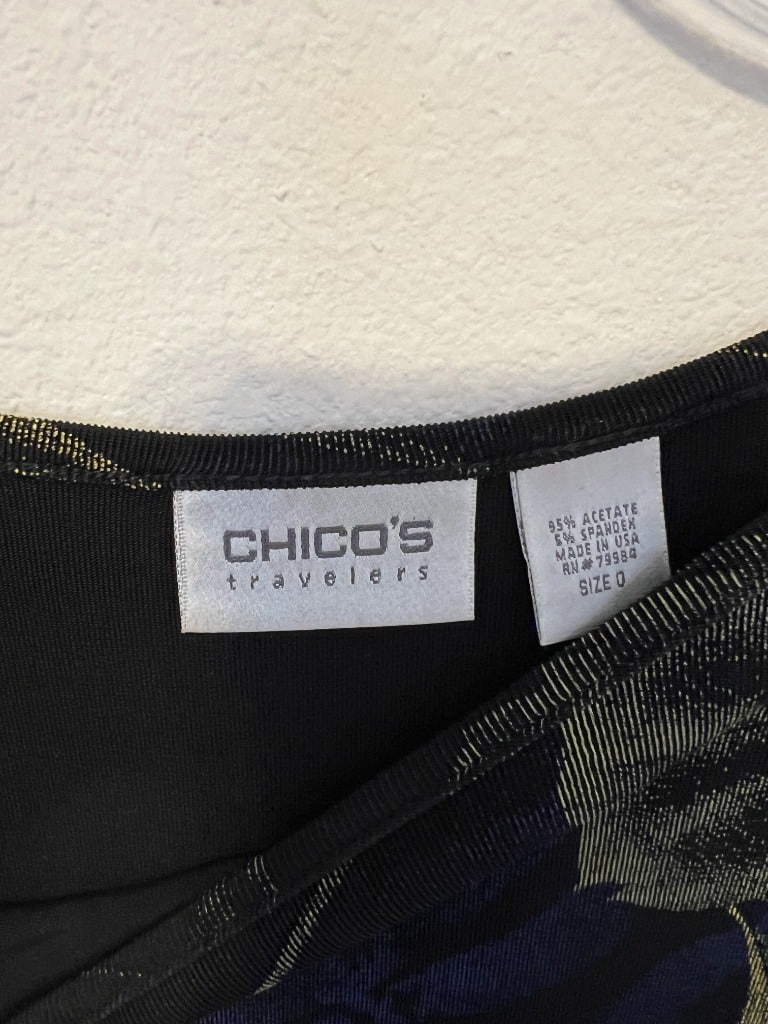 CHICO'S
travelers
95% ACETATE
5% SPANDEX
MADE IN USA
RN#79984
SIZE 0